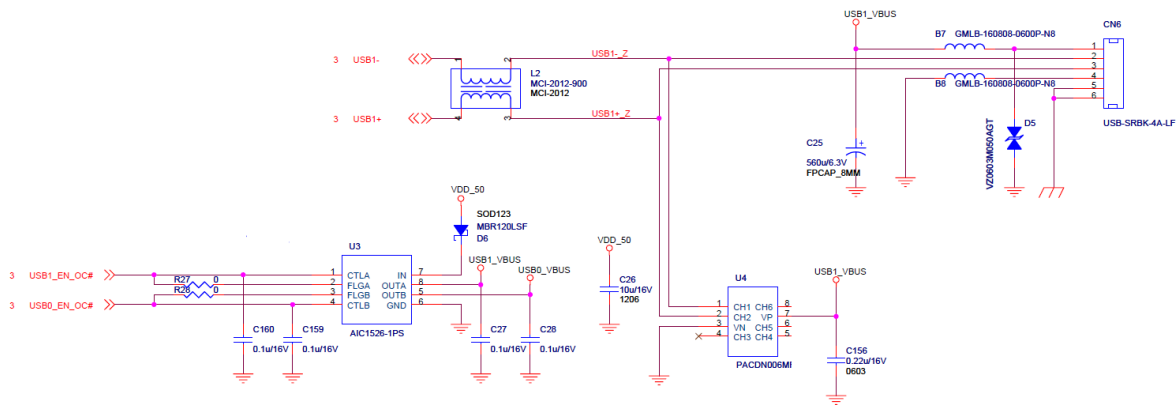 USB1_VBUS
CN6
B7 GMLB-160808-0600P-N8
3 USB1-
1
2
USB1-_Z
L2
MCI-2012-900
MCI-2012
1
2
3
4
5
6
B8 GMLB-160808-0600P-N8
3 USB1+
4
3
USB1+_Z
USB-SRBK-4A-LF
C25
+
560u/6.3V
FPCAP_8MM
D5
VZ0603M050AGT
VDD_50
SOD123
MBR120LSF
D6
U3
USB1_VBUS
USB0_VBUS
VDD_50
U4
USB1_VBUS
3 USB1_EN_OC#
R27 0
R28 0
3 USB0_EN_OC#
1 CTLA IN 7
2 FLGA OUTA 8
3 FLGB OUTB 5
4 CTLB GND 6
AIC1526-1PS
C26
10u/16V
1206
1 CH1 CH6 8
2 CH2 VP 7
3 VN CH5 6
4 CH3 CH4 5
PACDN006MI
C160
0.1u/16V
C159
0.1u/16V
C27
0.1u/16V
C28
0.1u/16V
C156
0.22u/16V
0603